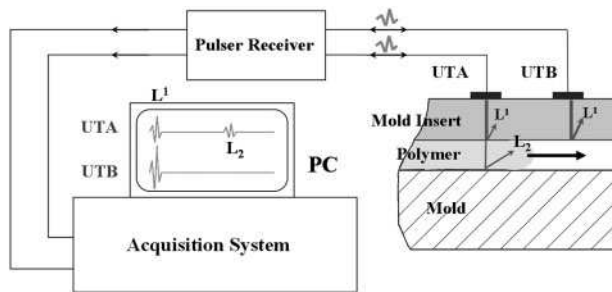 Pulser Receiver
UTA
UTB
L¹
UTA
L₂
UTB
PC
Acquisition System
Mold Insert
L¹
L¹
Polymer
L₂
Mold